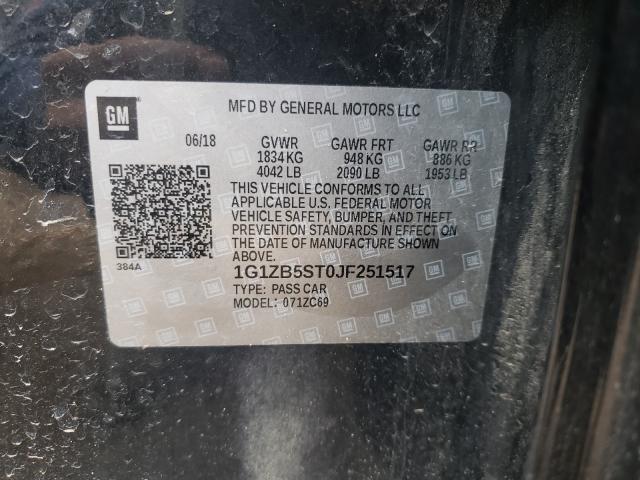 GM
MFD BY GENERAL MOTORS LLC
06/18 GVWR GAWR FRT GAWR RR
1834 KG 948 KG 886 KG
4042 LB 2090 LB 1953 LB
THIS VEHICLE CONFORMS TO ALL
APPLICABLE U.S. FEDERAL MOTOR
VEHICLE SAFETY, BUMPER, AND THEFT
PREVENTION STANDARDS IN EFFECT ON
THE DATE OF MANUFACTURE SHOWN
ABOVE.
384A
1G1ZB5ST0JF251517
TYPE: PASS CAR
MODEL: 071ZC69